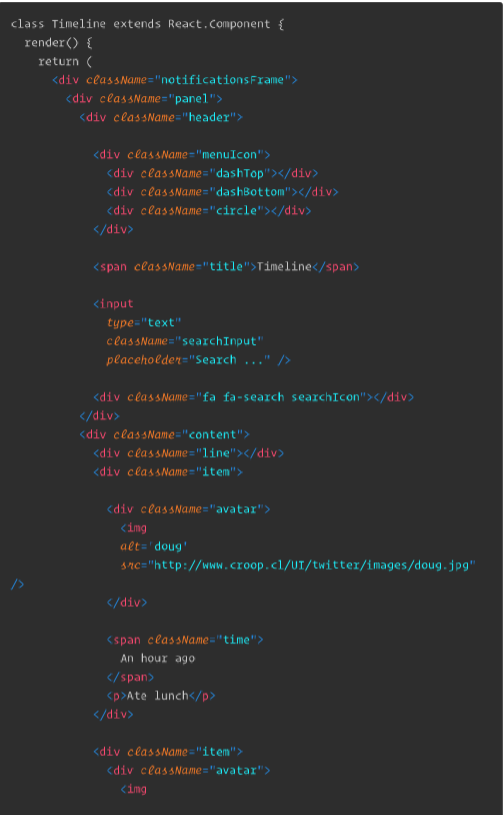 class Timeline extends React.Component {
  render() {
    return (
      <div className="notificationsFrame">
        <div className="panel">
          <div className="header">

            <div className="menuIcon">
              <div className="dashTop"></div>
              <div className="dashBottom"></div>
              <div className="circle"></div>
            </div>

            <span className="title">Timeline</span>

            <input
              type="text"
              className="searchInput"
              placeholder="Search ..." />

            <div className="fa fa-search searchIcon"></div>
          </div>
          <div className="content">
            <div className="line"></div>
            <div className="item">

              <div className="avatar">
                <img
                alt='doug'
                src="http://www.croop.cl/UI/twitter/images/doug.jpg"
/>
              </div>

              <span className="time">
                An hour ago
              </span>
              <p>Ate lunch</p>
            </div>

            <div className="item">
              <div className="avatar">
                <img